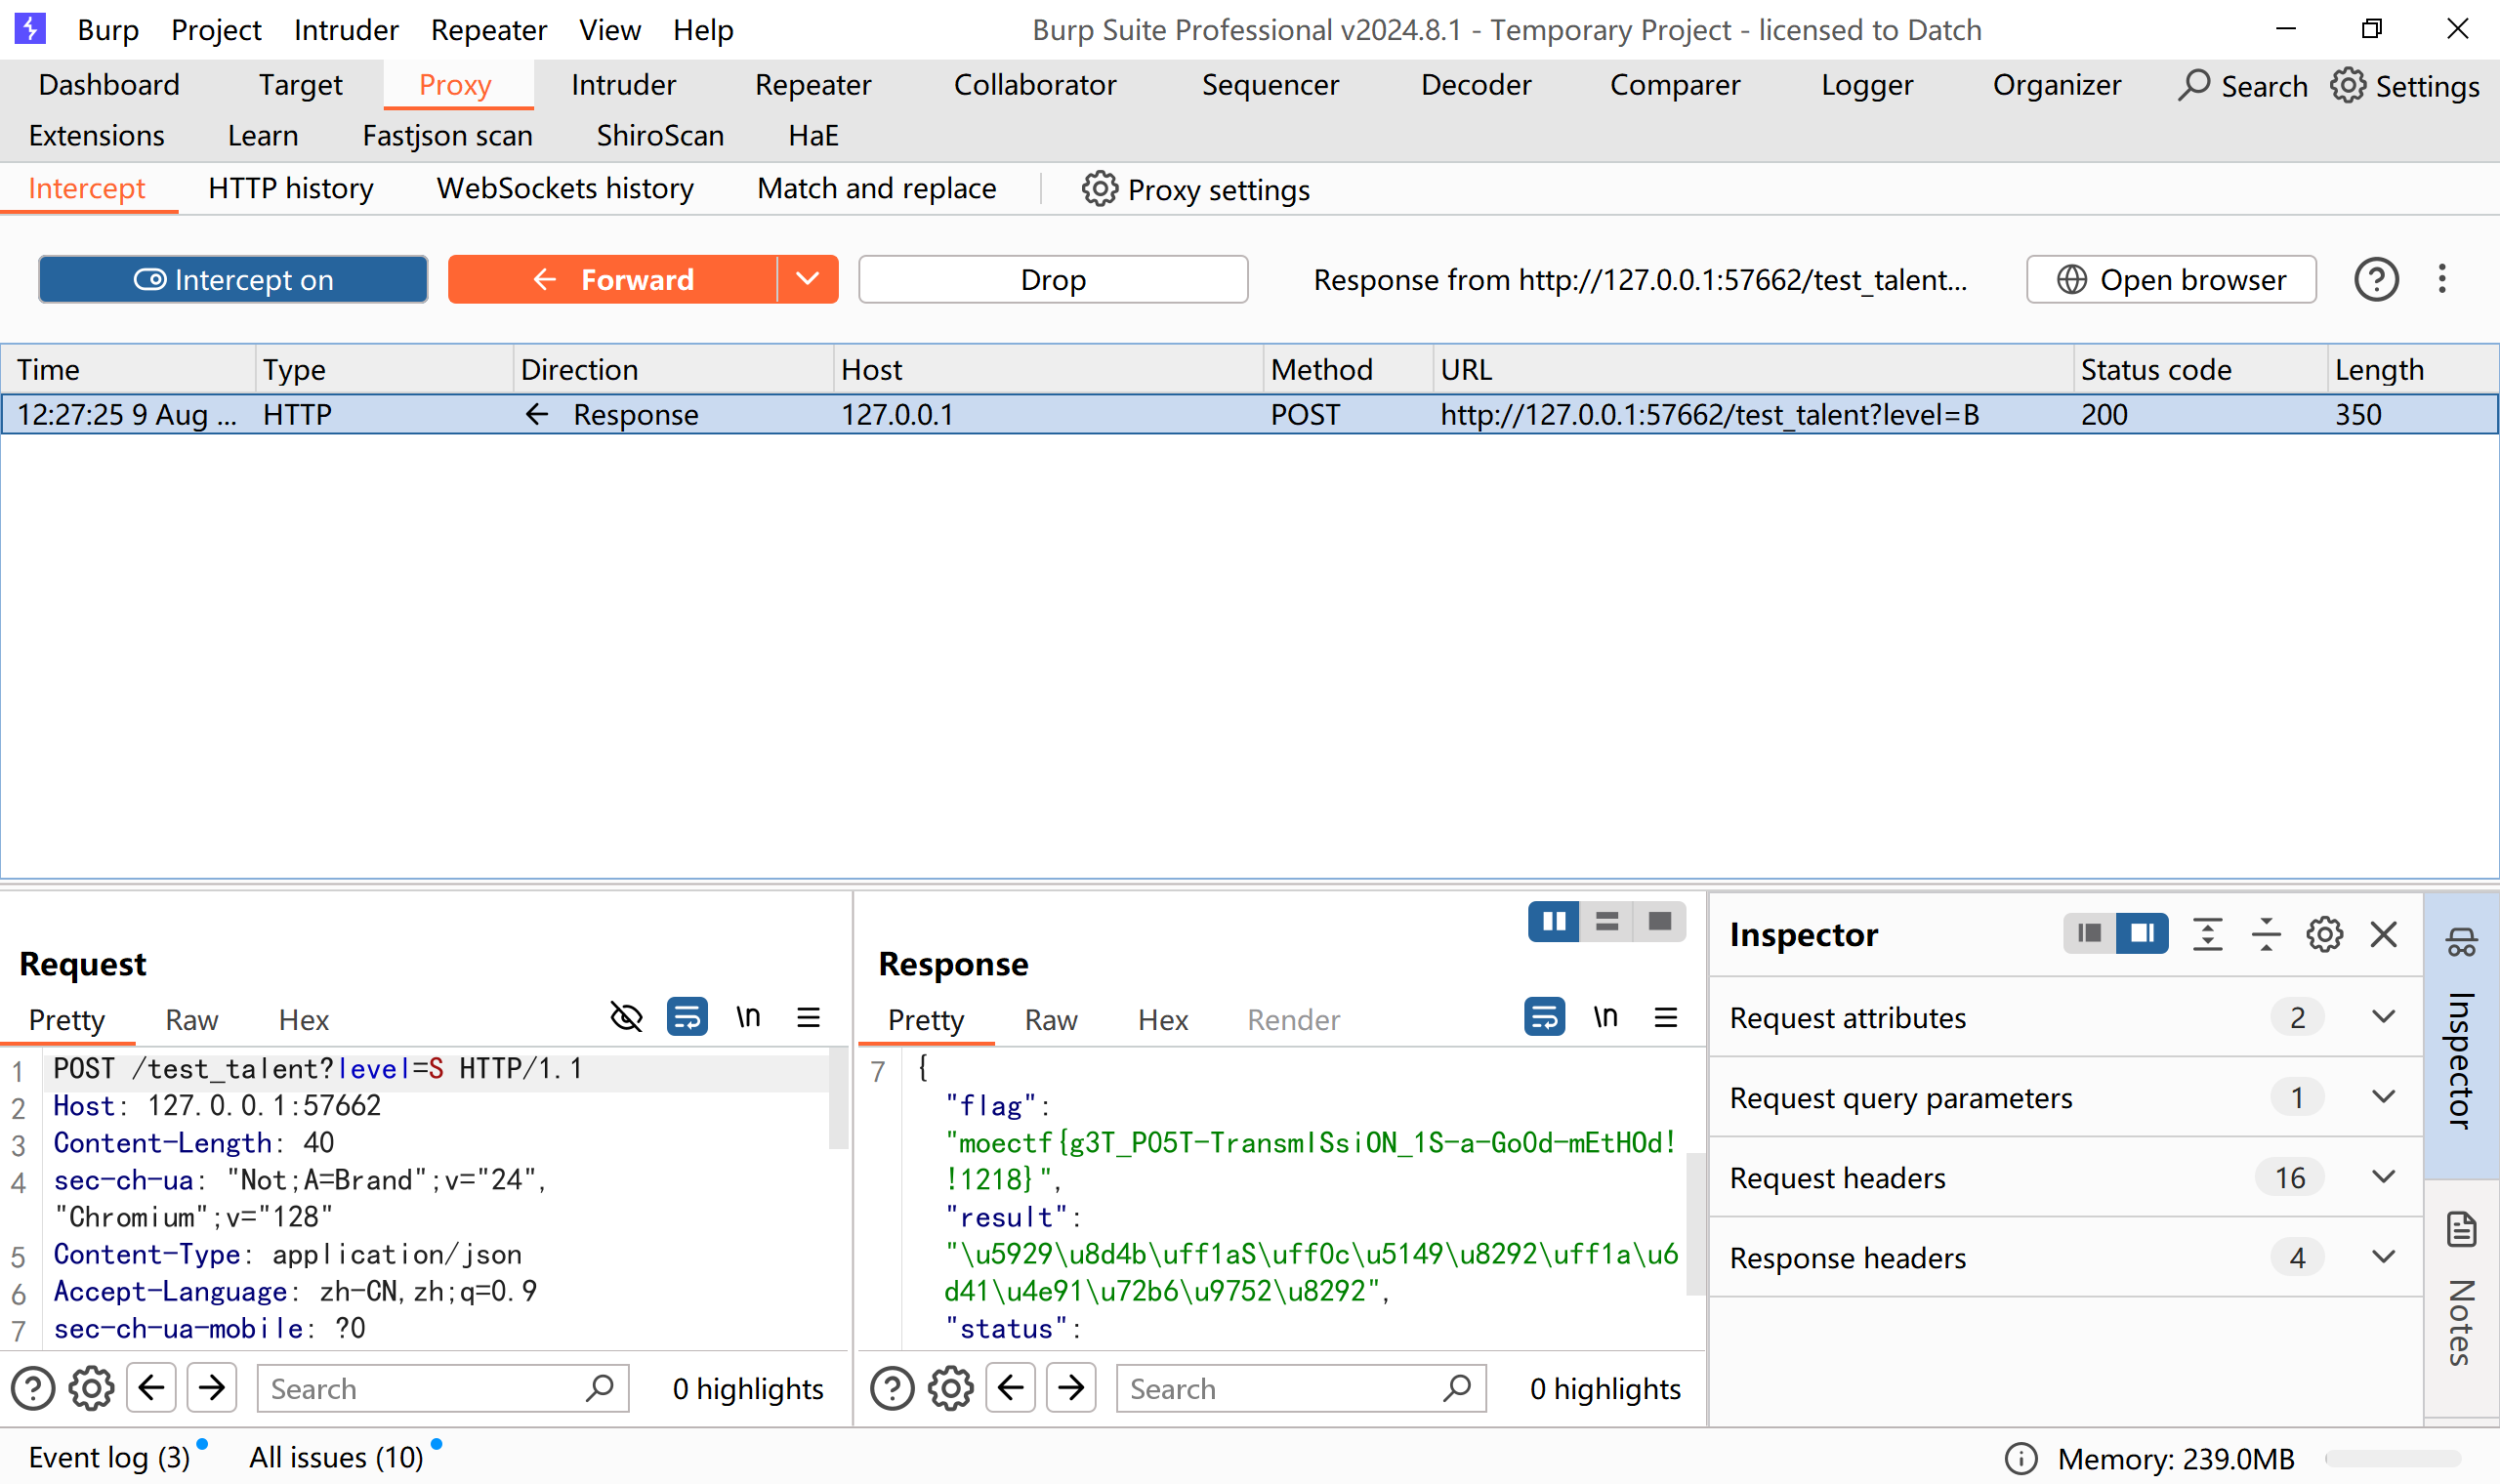 Burp Project Intruder Repeater View Help Burp Suite Professional v2024.8.1 - Temporary Project - licensed to Datch
Dashboard Target Proxy Intruder Repeater Collaborator Sequencer Decoder Comparer Logger Organizer Search Settings
Extensions Learn Fastjson scan ShiroScan HaE
Intercept HTTP history WebSockets history Match and replace Proxy settings
Intercept on Forward Drop Response from http://127.0.0.1:57662/test_talent... Open browser
Time Type Direction Host Method URL Status code Length
12:27:25 9 Aug ... HTTP Response 127.0.0.1 POST http://127.0.0.1:57662/test_talent?level=B 200 350
Request
Pretty Raw Hex \n
1 POST /test_talent?level=S HTTP/1.1
2 Host: 127.0.0.1:57662
3 Content-Length: 40
4 sec-ch-ua: "Not;A=Brand";v="24",
"Chromium";v="128"
5 Content-Type: application/json
6 Accept-Language: zh-CN,zh;q=0.9
7 sec-ch-ua-mobile: ?0
Search 0 highlights
Response
Pretty Raw Hex Render \n
7 {
"flag":
"moectf{g3T_PO5T-TransmISsiON_1S-a-GoOd-mEtHOd!
!1218}",
"result":
"\u5929\u8d4b\uff1aS\uff0c\u5149\u8292\uff1a\u6
d41\u4e91\u72b6\u9752\u8292",
"status":
Search 0 highlights
Inspector
Request attributes 2
Request query parameters 1
Request headers 16
Response headers 4
Inspector
Notes
Event log (3) All issues (10) Memory: 239.0MB